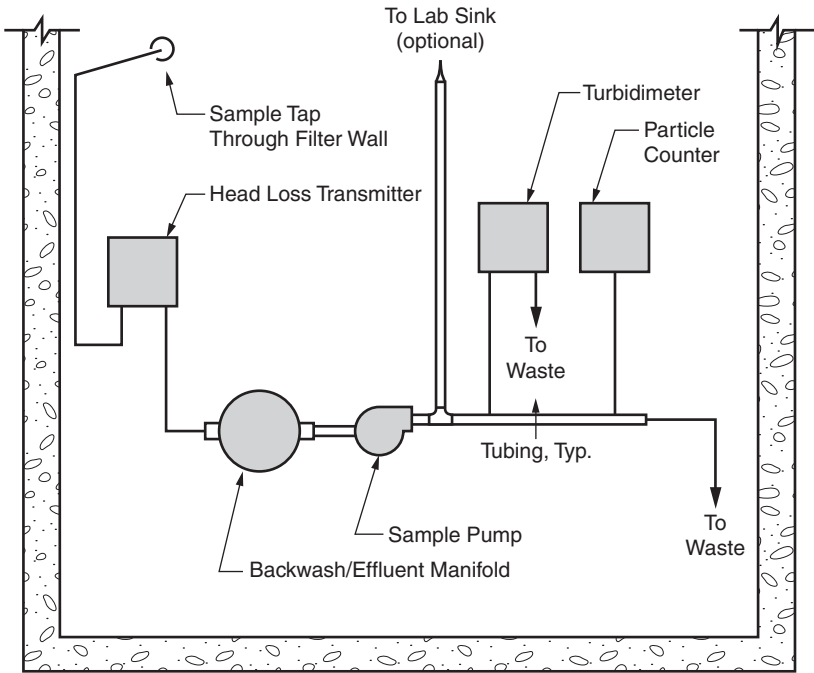 To Lab Sink
(optional)
Turbidimeter
Sample Tap
Through Filter Wall
Particle
Counter
Head Loss Transmitter
To
Waste
Tubing, Typ.
Sample Pump
To
Waste
Backwash/Effluent Manifold